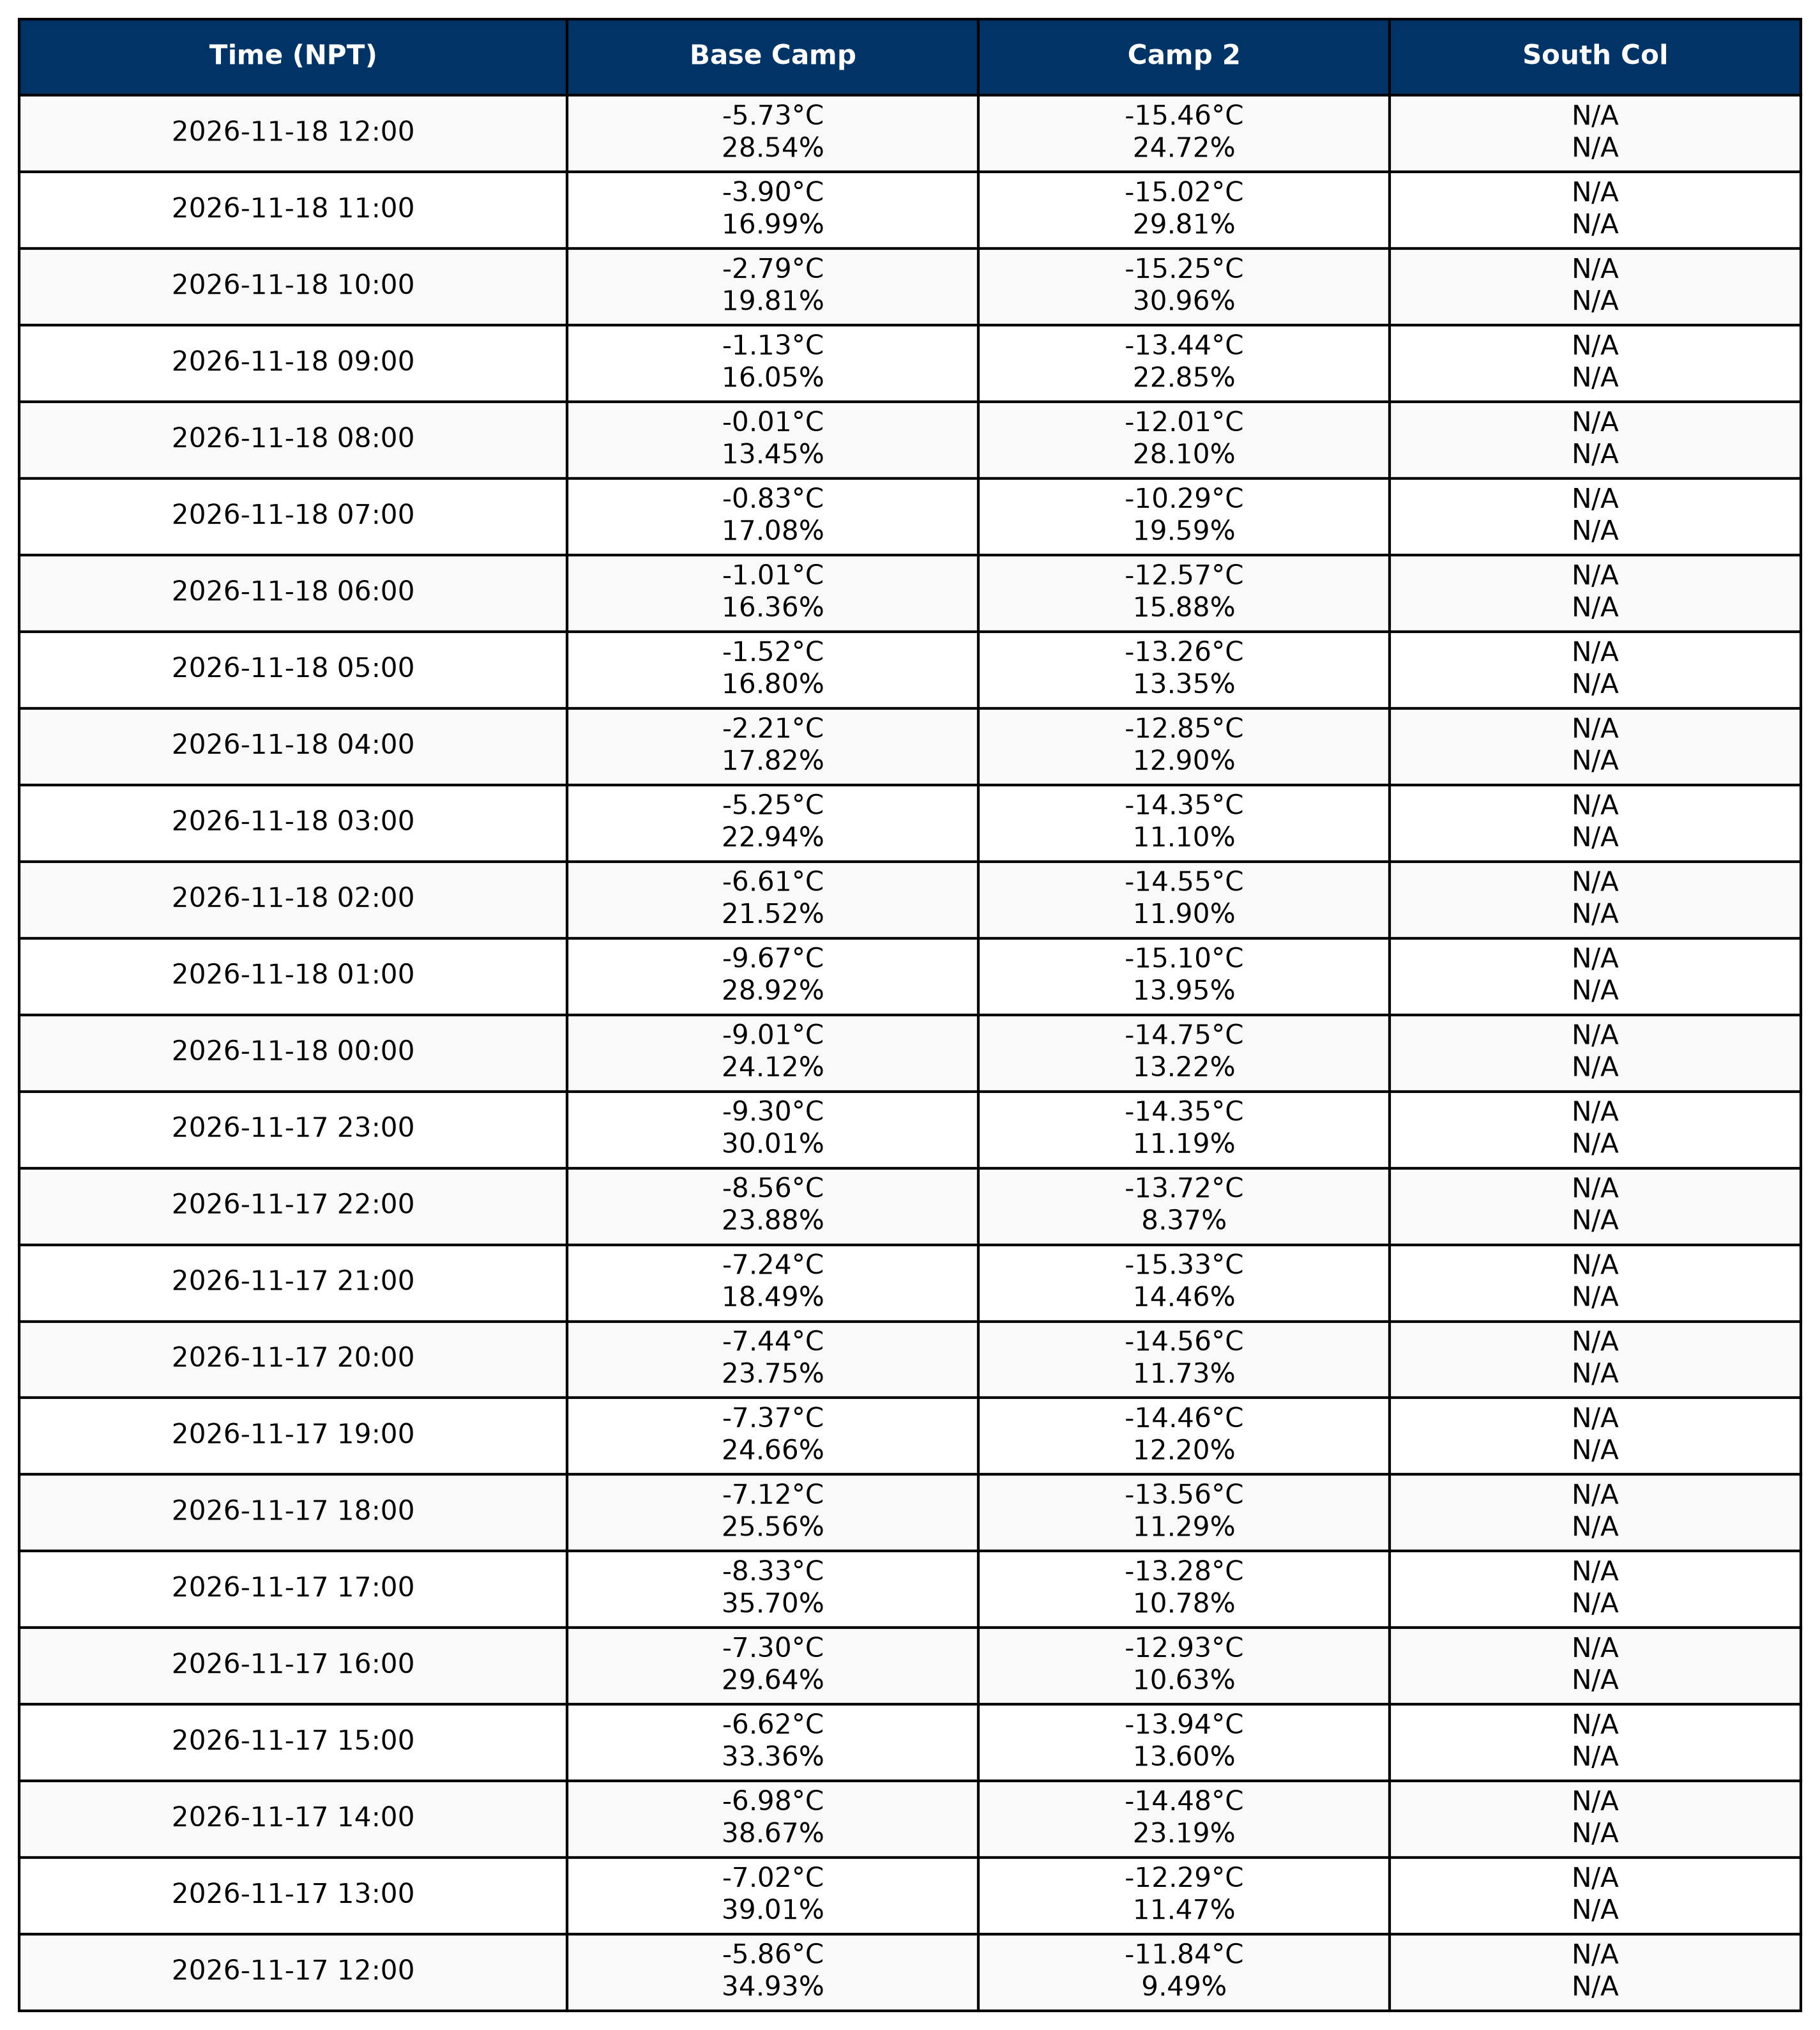 Time (NPT) Base Camp Camp 2 South Col
-5.73°C -15.46°C N/A
2026-11-18 12:00
28.54% 24.72% N/A
-3.90°C -15.02°C N/A
2026-11-18 11:00
16.99% 29.81% N/A
-2.79°C -15.25°C N/A
2026-11-18 10:00
19.81% 30.96% N/A
-1.13°C -13.44°C N/A
2026-11-18 09:00
16.05% 22.85% N/A
-0.01°C -12.01°C N/A
2026-11-18 08:00
13.45% 28.10% N/A
-0.83°C -10.29°C N/A
2026-11-18 07:00
17.08% 19.59% N/A
-1.01°C -12.57°C N/A
2026-11-18 06:00
16.36% 15.88% N/A
-1.52°C -13.26°C N/A
2026-11-18 05:00
16.80% 13.35% N/A
-2.21°C -12.85°C N/A
2026-11-18 04:00
17.82% 12.90% N/A
-5.25°C -14.35°C N/A
2026-11-18 03:00
22.94% 11.10% N/A
-6.61°C -14.55°C N/A
2026-11-18 02:00
21.52% 11.90% N/A
-9.67°C -15.10°C N/A
2026-11-18 01:00
28.92% 13.95% N/A
-9.01°C -14.75°C N/A
2026-11-18 00:00
24.12% 13.22% N/A
-9.30°C -14.35°C N/A
2026-11-17 23:00
30.01% 11.19% N/A
-8.56°C -13.72°C N/A
2026-11-17 22:00
23.88% 8.37% N/A
-7.24°C -15.33°C N/A
2026-11-17 21:00
18.49% 14.46% N/A
-7.44°C -14.56°C N/A
2026-11-17 20:00
23.75% 11.73% N/A
-7.37°C -14.46°C N/A
2026-11-17 19:00
24.66% 12.20% N/A
-7.12°C -13.56°C N/A
2026-11-17 18:00
25.56% 11.29% N/A
-8.33°C -13.28°C N/A
2026-11-17 17:00
35.70% 10.78% N/A
-7.30°C -12.93°C N/A
2026-11-17 16:00
29.64% 10.63% N/A
-6.62°C -13.94°C N/A
2026-11-17 15:00
33.36% 13.60% N/A
-6.98°C -14.48°C N/A
2026-11-17 14:00
38.67% 23.19% N/A
-7.02°C -12.29°C N/A
2026-11-17 13:00
39.01% 11.47% N/A
-5.86°C -11.84°C N/A
2026-11-17 12:00
34.93% 9.49% N/A